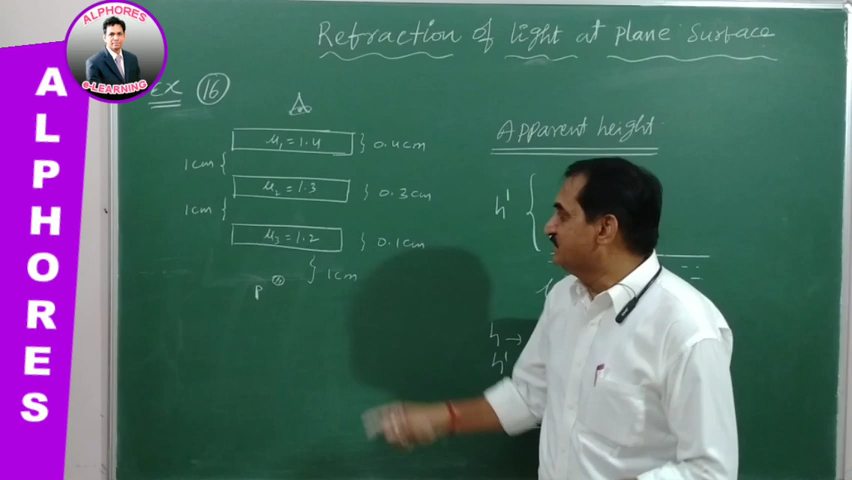 ALPHORES
e-LEARNING
ALPHORES
Refraction of light at plane surface
EX 16
μ₁ = 1.4
0.4cm
1cm
μ₂ = 1.3
0.3cm
1cm
μ₃ = 1.2
0.1cm
1cm
P
Apparent height
h'
h →
h'